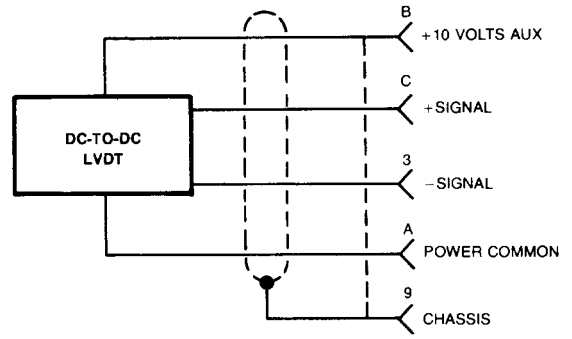 B
+10 VOLTS AUX
C
+SIGNAL
DC-TO-DC
LVDT
3
−SIGNAL
A
POWER COMMON
9
CHASSIS